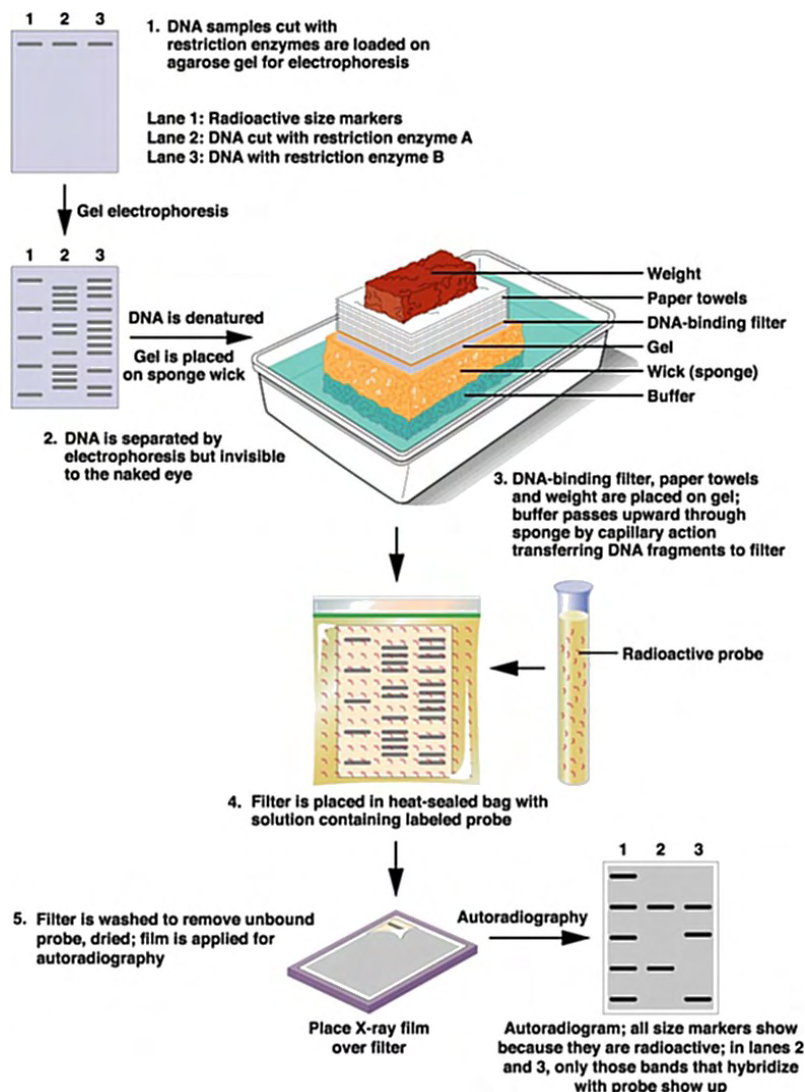 1 2 3
1. DNA samples cut with
restriction enzymes are loaded on
agarose gel for electrophoresis
Lane 1: Radioactive size markers
Lane 2: DNA cut with restriction enzyme A
Lane 3: DNA with restriction enzyme B
Gel electrophoresis
1 2 3
DNA is denatured
Gel is placed
on sponge wick
Weight
Paper towels
DNA-binding filter
Gel
Wick (sponge)
Buffer
2. DNA is separated by
electrophoresis but invisible
to the naked eye
3. DNA-binding filter, paper towels
and weight are placed on gel;
buffer passes upward through
sponge by capillary action
transferring DNA fragments to filter
Radioactive probe
4. Filter is placed in heat-sealed bag with
solution containing labeled probe
5. Filter is washed to remove unbound
probe, dried; film is applied for
autoradiography
Place X-ray film
over filter
Autoradiography
1 2 3
Autoradiogram; all size markers show
because they are radioactive; in lanes 2
and 3, only those bands that hybridize
with probe show up